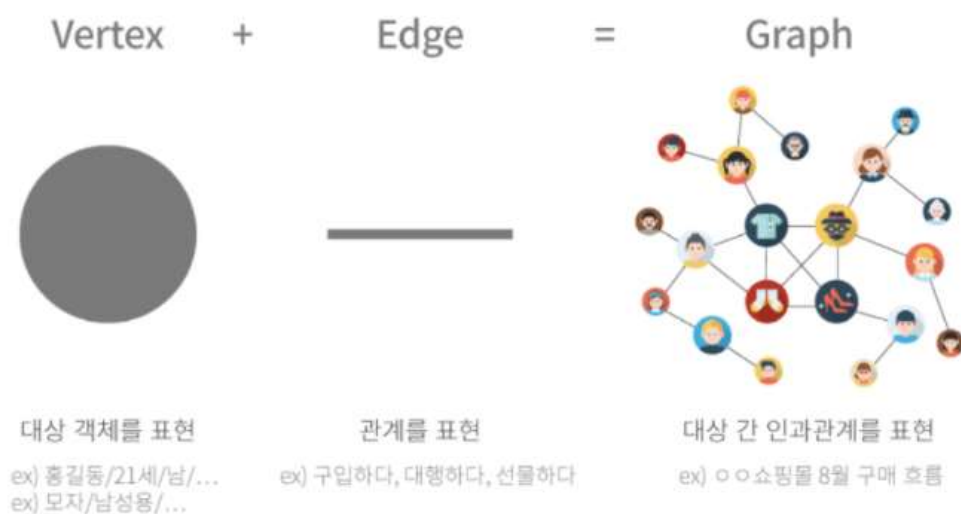 Vertex + Edge = Graph
대상 객체를 표현
ex) 홍길동/21세/남/...
ex) 모자/남성용/...
관계를 표현
ex) 구입하다, 대행하다, 선물하다
대상 간 인과관계를 표현
ex) ㅇㅇ쇼핑몰 8월 구매 흐름